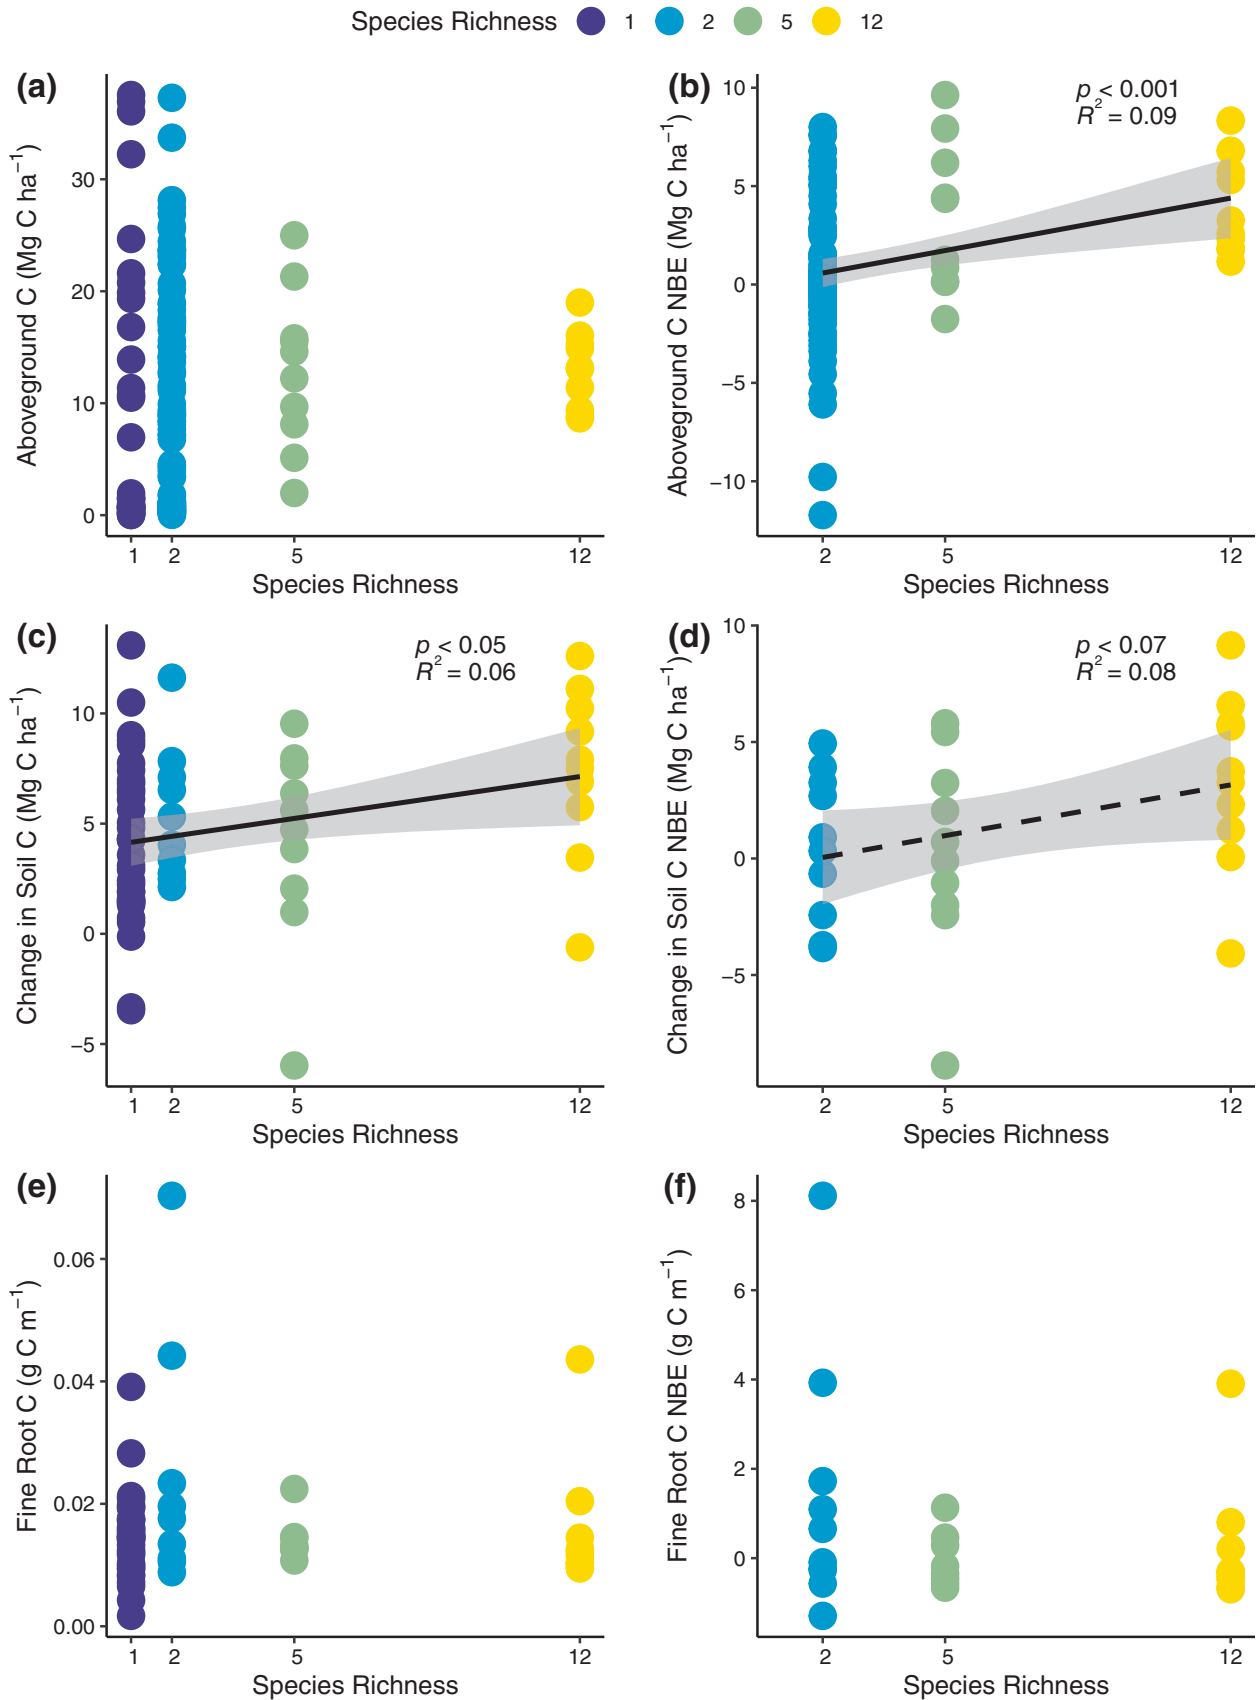 Species Richness 1 2 5 12
(a)
Aboveground C (Mg C ha⁻¹)
30
20
10
0
1 2 5 12
Species Richness
(b)
p < 0.001
R² = 0.09
Aboveground C NBE (Mg C ha⁻¹)
10
5
0
−5
−10
2 5 12
Species Richness
(c)
p < 0.05
R² = 0.06
Change in Soil C (Mg C ha⁻¹)
10
5
0
−5
1 2 5 12
Species Richness
(d)
p < 0.07
R² = 0.08
Change in Soil C NBE (Mg C ha⁻¹)
10
5
0
−5
2 5 12
Species Richness
(e)
Fine Root C (g C m⁻¹)
0.06
0.04
0.02
0.00
1 2 5 12
Species Richness
(f)
Fine Root C NBE (g C m⁻¹)
8
6
4
2
0
2 5 12
Species Richness